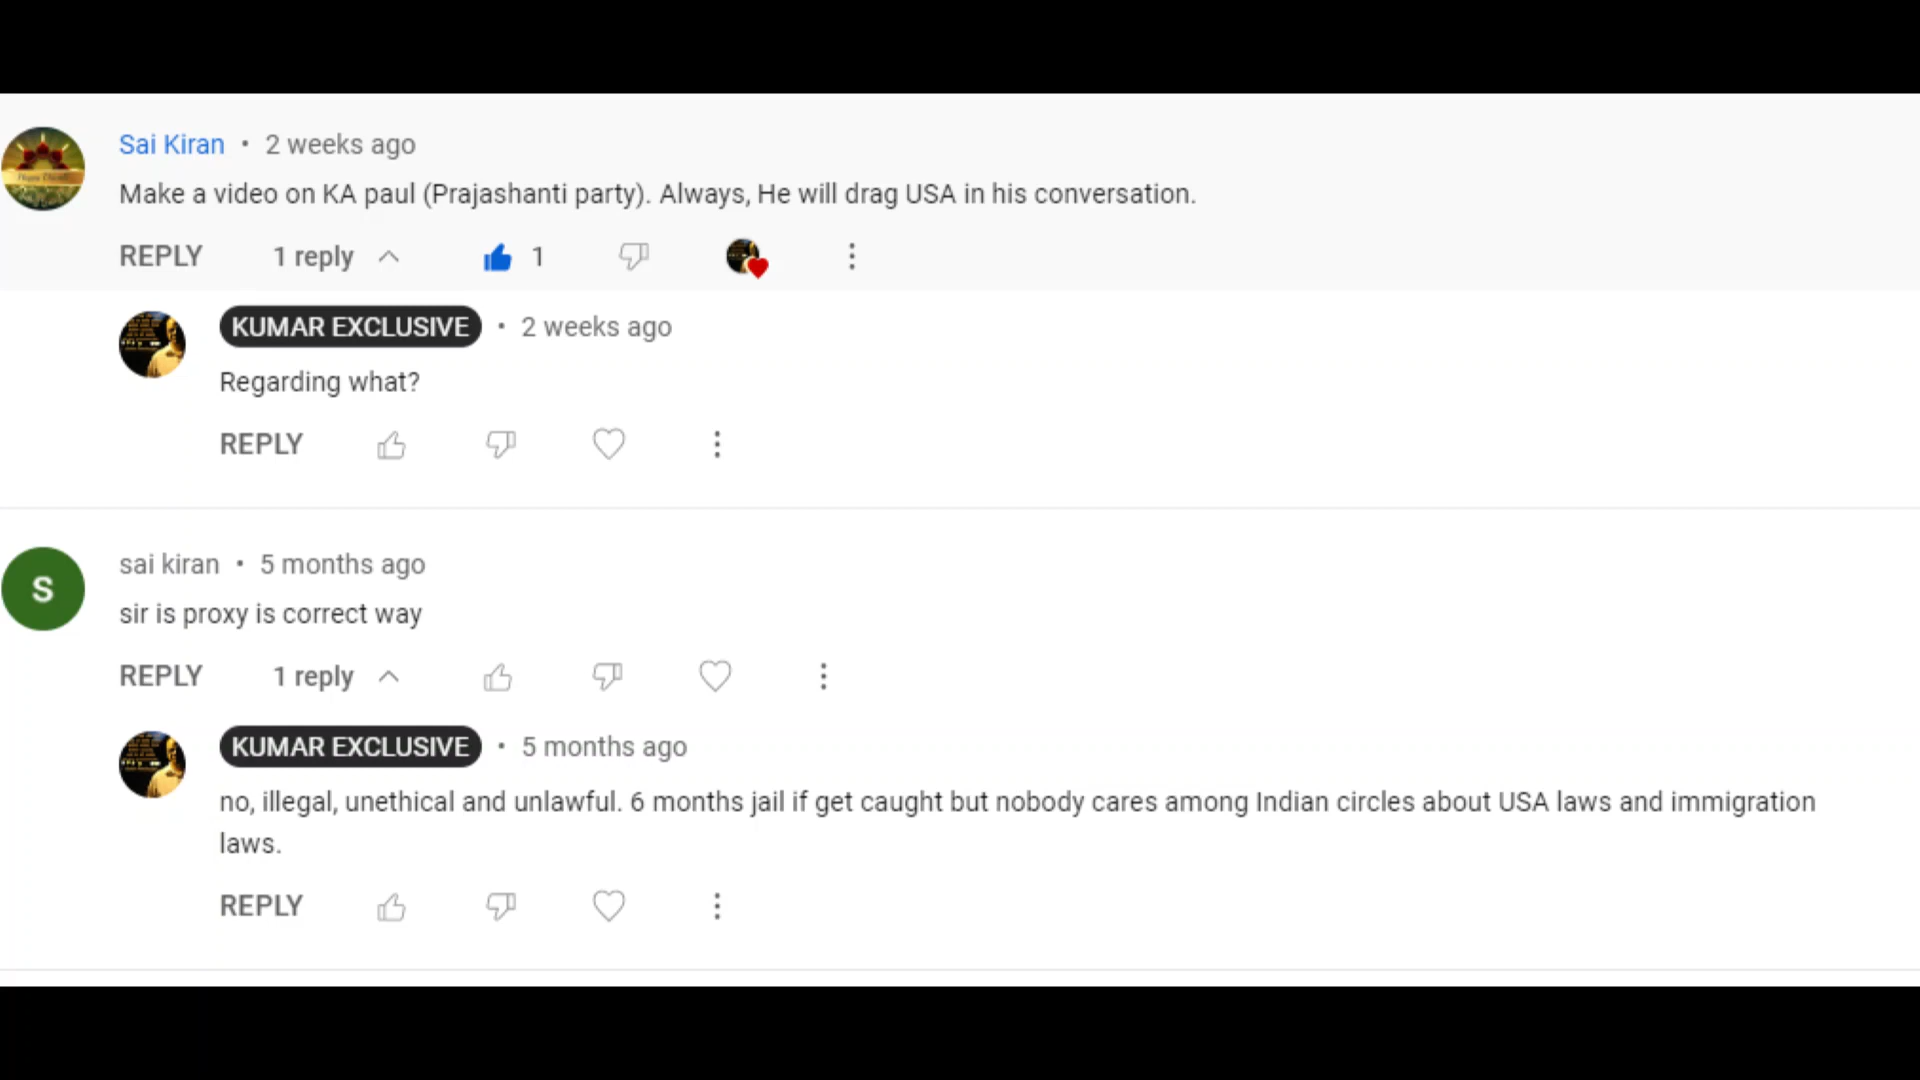 Sai Kiran • 2 weeks ago
Make a video on KA paul (Prajashanti party). Always, He will drag USA in his conversation.
REPLY 1 reply 1
KUMAR EXCLUSIVE • 2 weeks ago
Regarding what?
REPLY
sai kiran • 5 months ago
S
sir is proxy is correct way
REPLY 1 reply
KUMAR EXCLUSIVE • 5 months ago
no, illegal, unethical and unlawful. 6 months jail if get caught but nobody cares among Indian circles about USA laws and immigration
laws.
REPLY